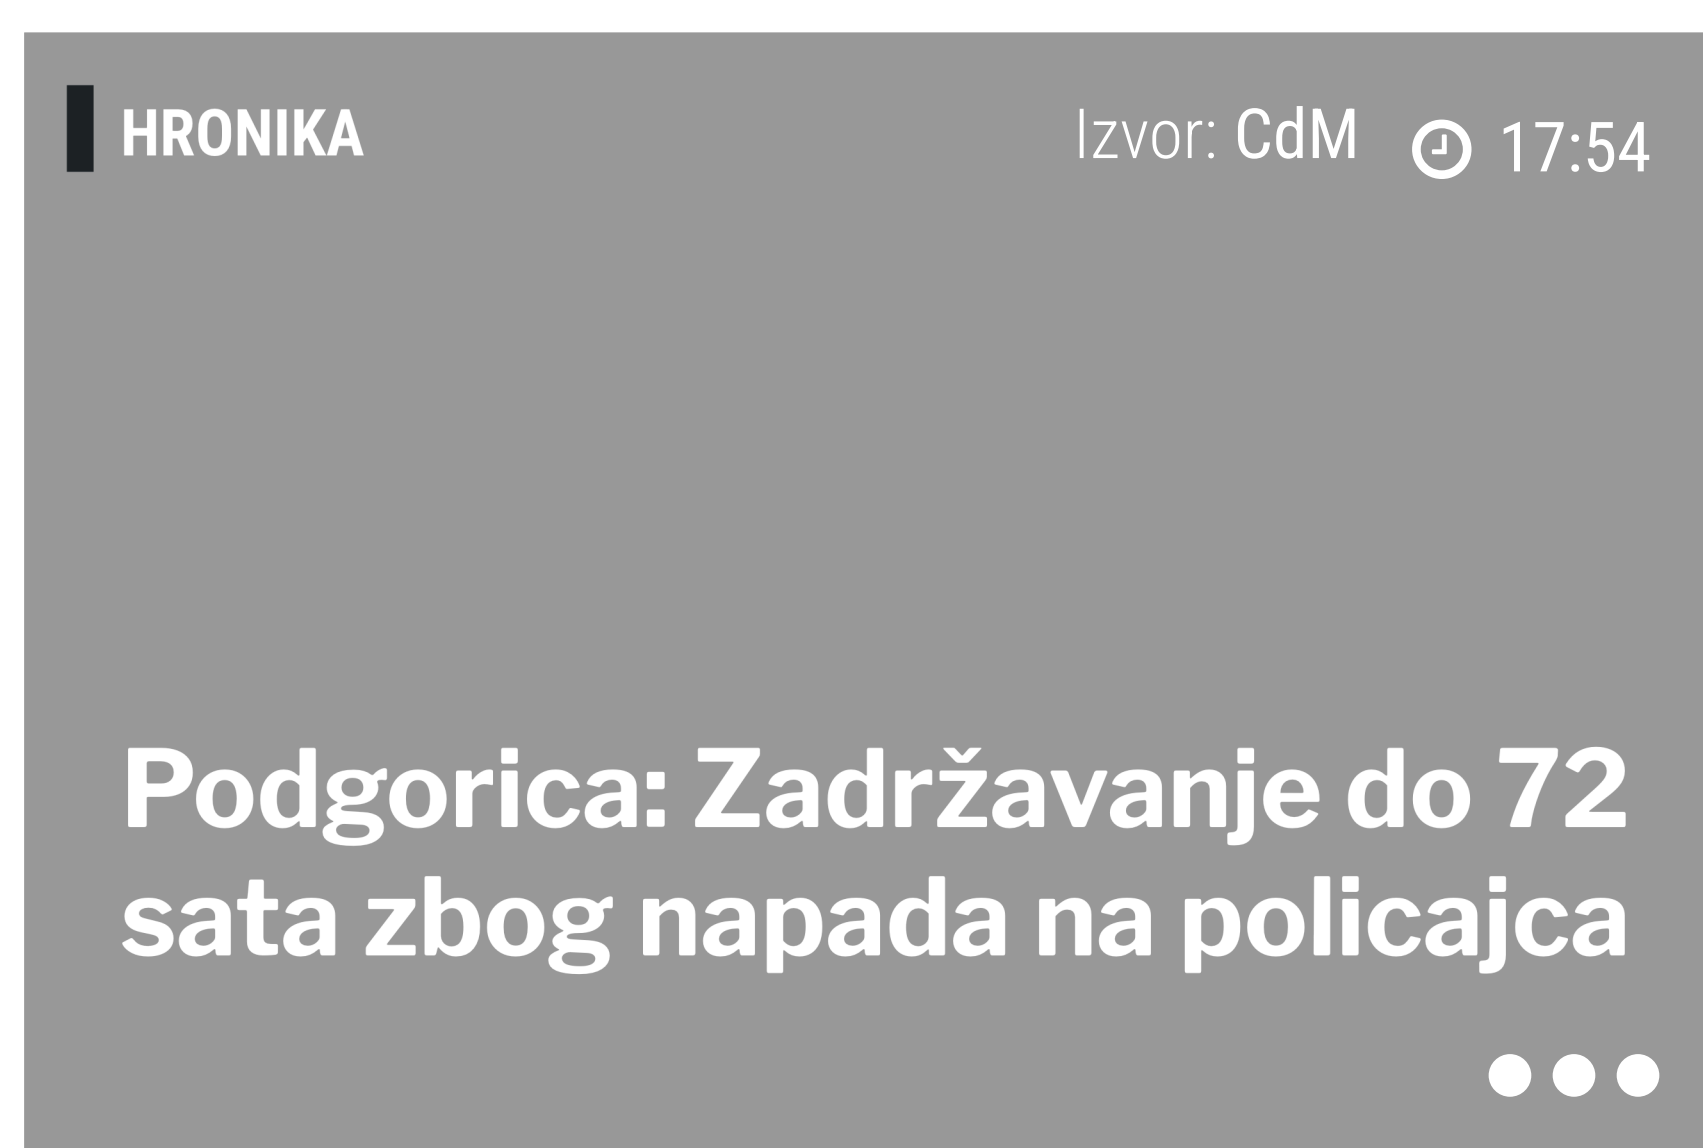 HRONIKA
Izvor: CdM 17:54
Podgorica: Zadržavanje do 72
sata zbog napada na policajca